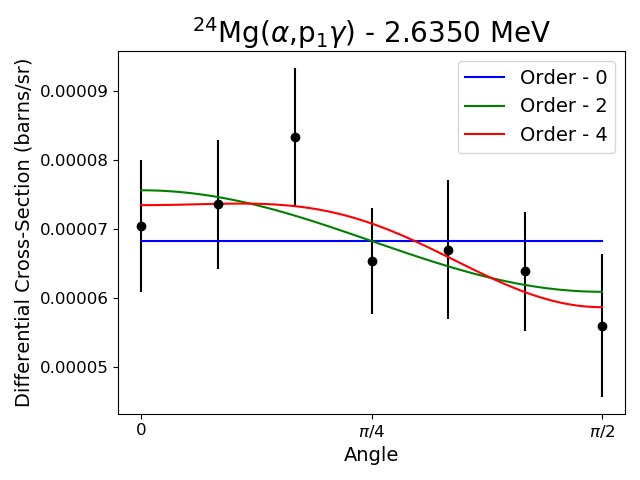 ²⁴Mg(α,p₁γ) - 2.6350 MeV
Differential Cross-Section (barns/sr)
0.00009
0.00008
0.00007
0.00006
0.00005
Order - 0
Order - 2
Order - 4
0
π/4
π/2
Angle